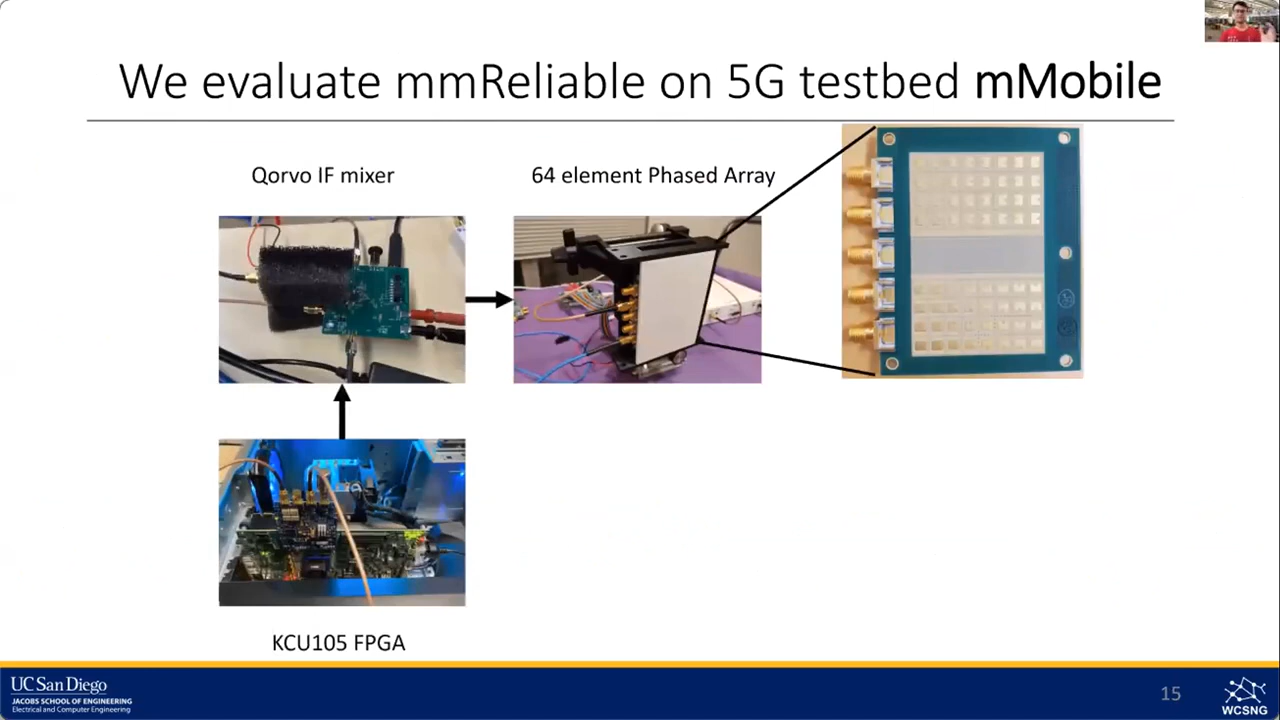 We evaluate mmReliable on 5G testbed mMobile
Qorvo IF mixer
64 element Phased Array
KCU105 FPGA
UC San Diego
JACOBS SCHOOL OF ENGINEERING
Electrical and Computer Engineering
15
WCSNG